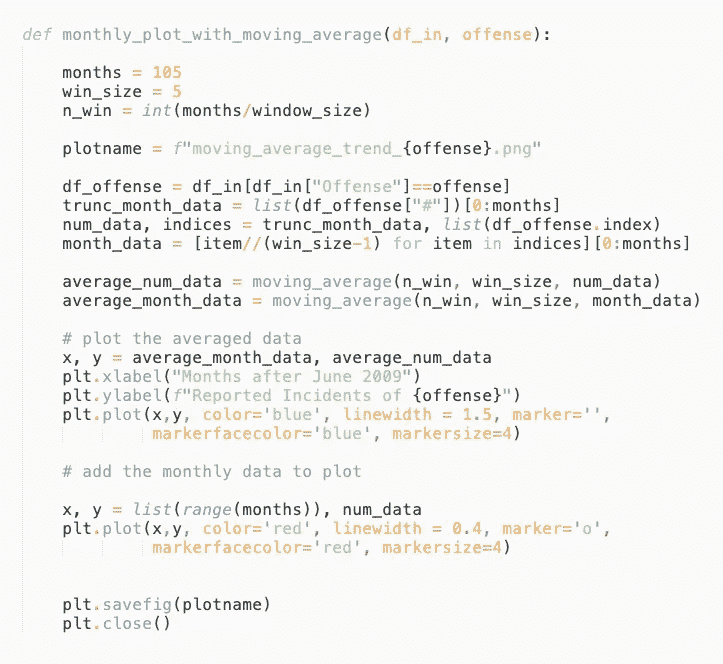 def monthly_plot_with_moving_average(df_in, offense):
months = 105
win_size = 5
n_win = int(months/window_size)
plotname = f"moving_average_trend_{offense}.png"
df_offense = df_in[df_in["Offense"]==offense]
trunc_month_data = list(df_offense["#"])[0:months]
num_data, indices = trunc_month_data, list(df_offense.index)
month_data = [item//(win_size-1) for item in indices][0:months]
average_num_data = moving_average(n_win, win_size, num_data)
average_month_data = moving_average(n_win, win_size, month_data)
# plot the averaged data
x, y = average_month_data, average_num_data
plt.xlabel("Months after June 2009")
plt.ylabel(f"Reported Incidents of {offense}")
plt.plot(x,y, color='blue', linewidth = 1.5, marker='',
markerfacecolor='blue', markersize=4)
# add the monthly data to plot
x, y = list(range(months)), num_data
plt.plot(x,y, color='red', linewidth = 0.4, marker='o',
markerfacecolor='red', markersize=4)
plt.savefig(plotname)
plt.close()